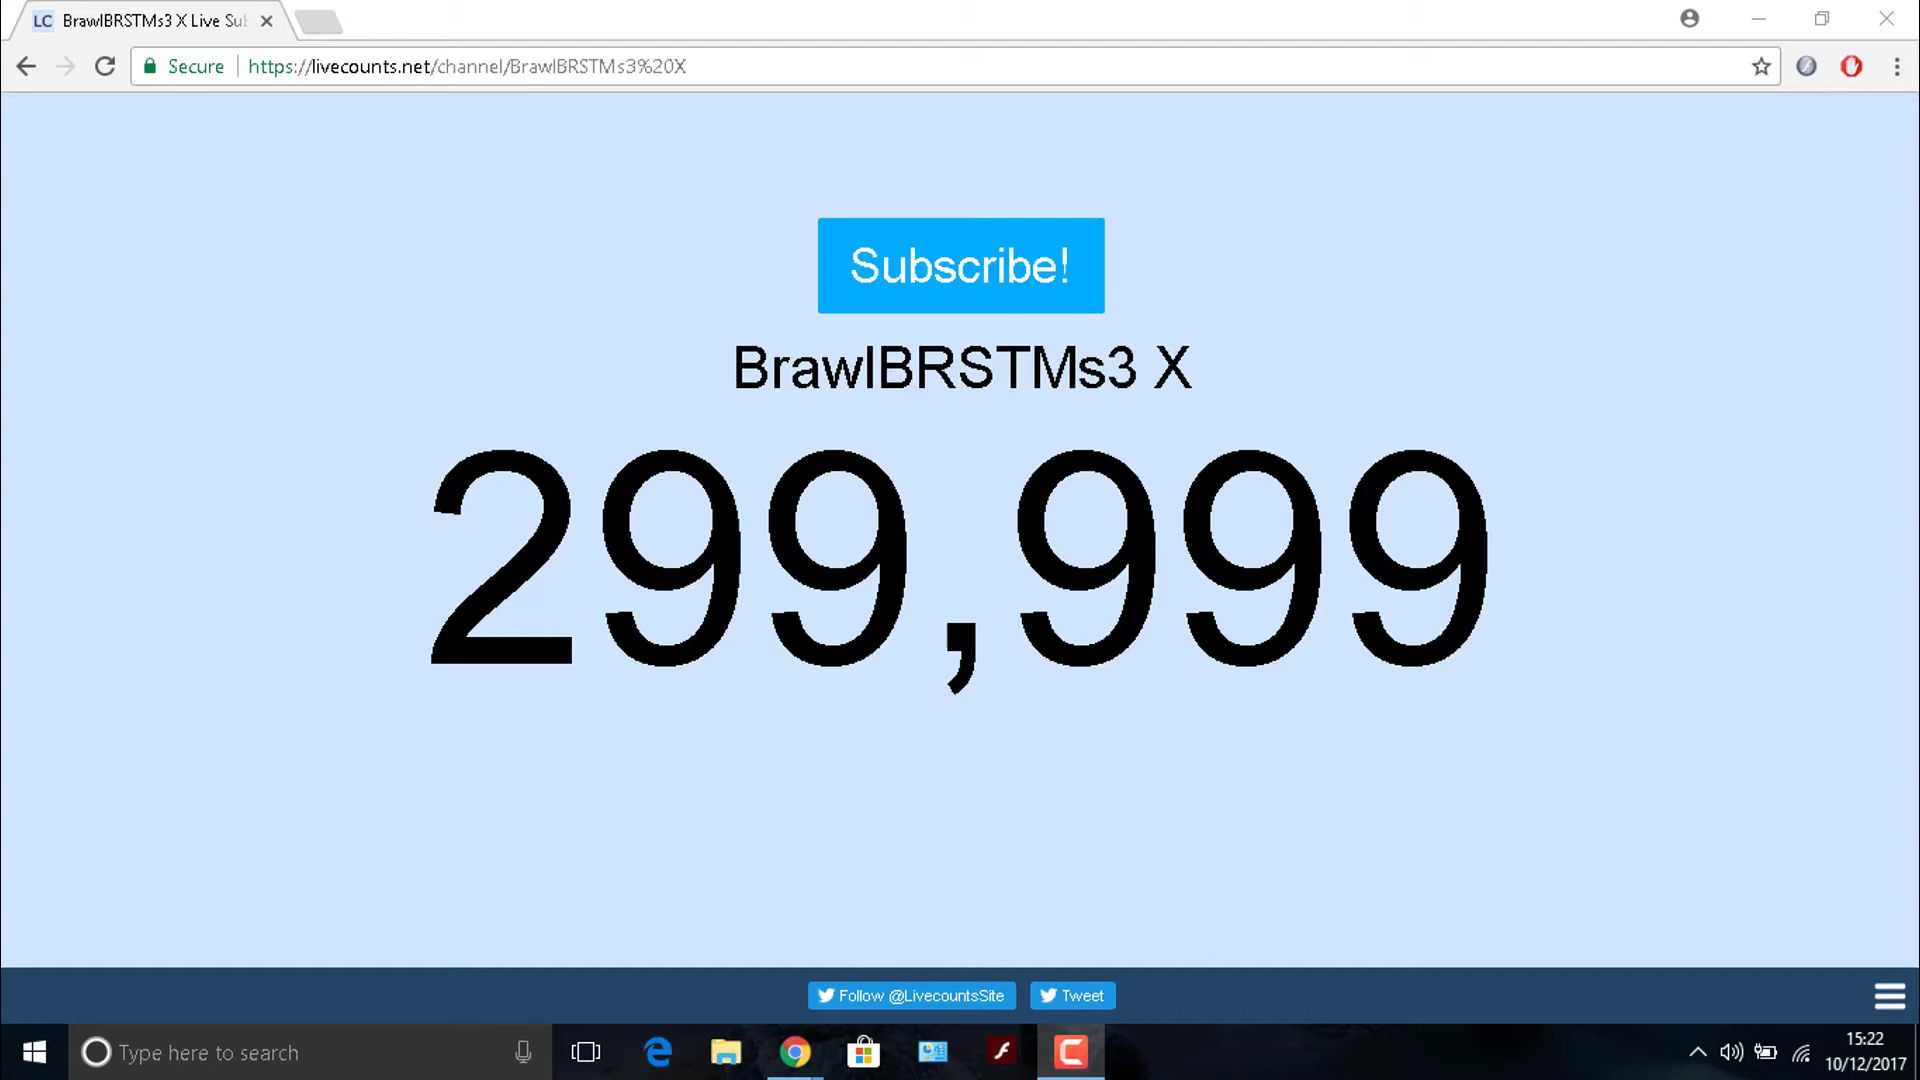 LC BrawlBRSTMs3 X Live Sub
Secure https://livecounts.net/channel/BrawlBRSTMs3%20X
Subscribe!
BrawlBRSTMs3 X
299,999
Follow @LivecountsSite Tweet
Type here to search
15:22
10/12/2017